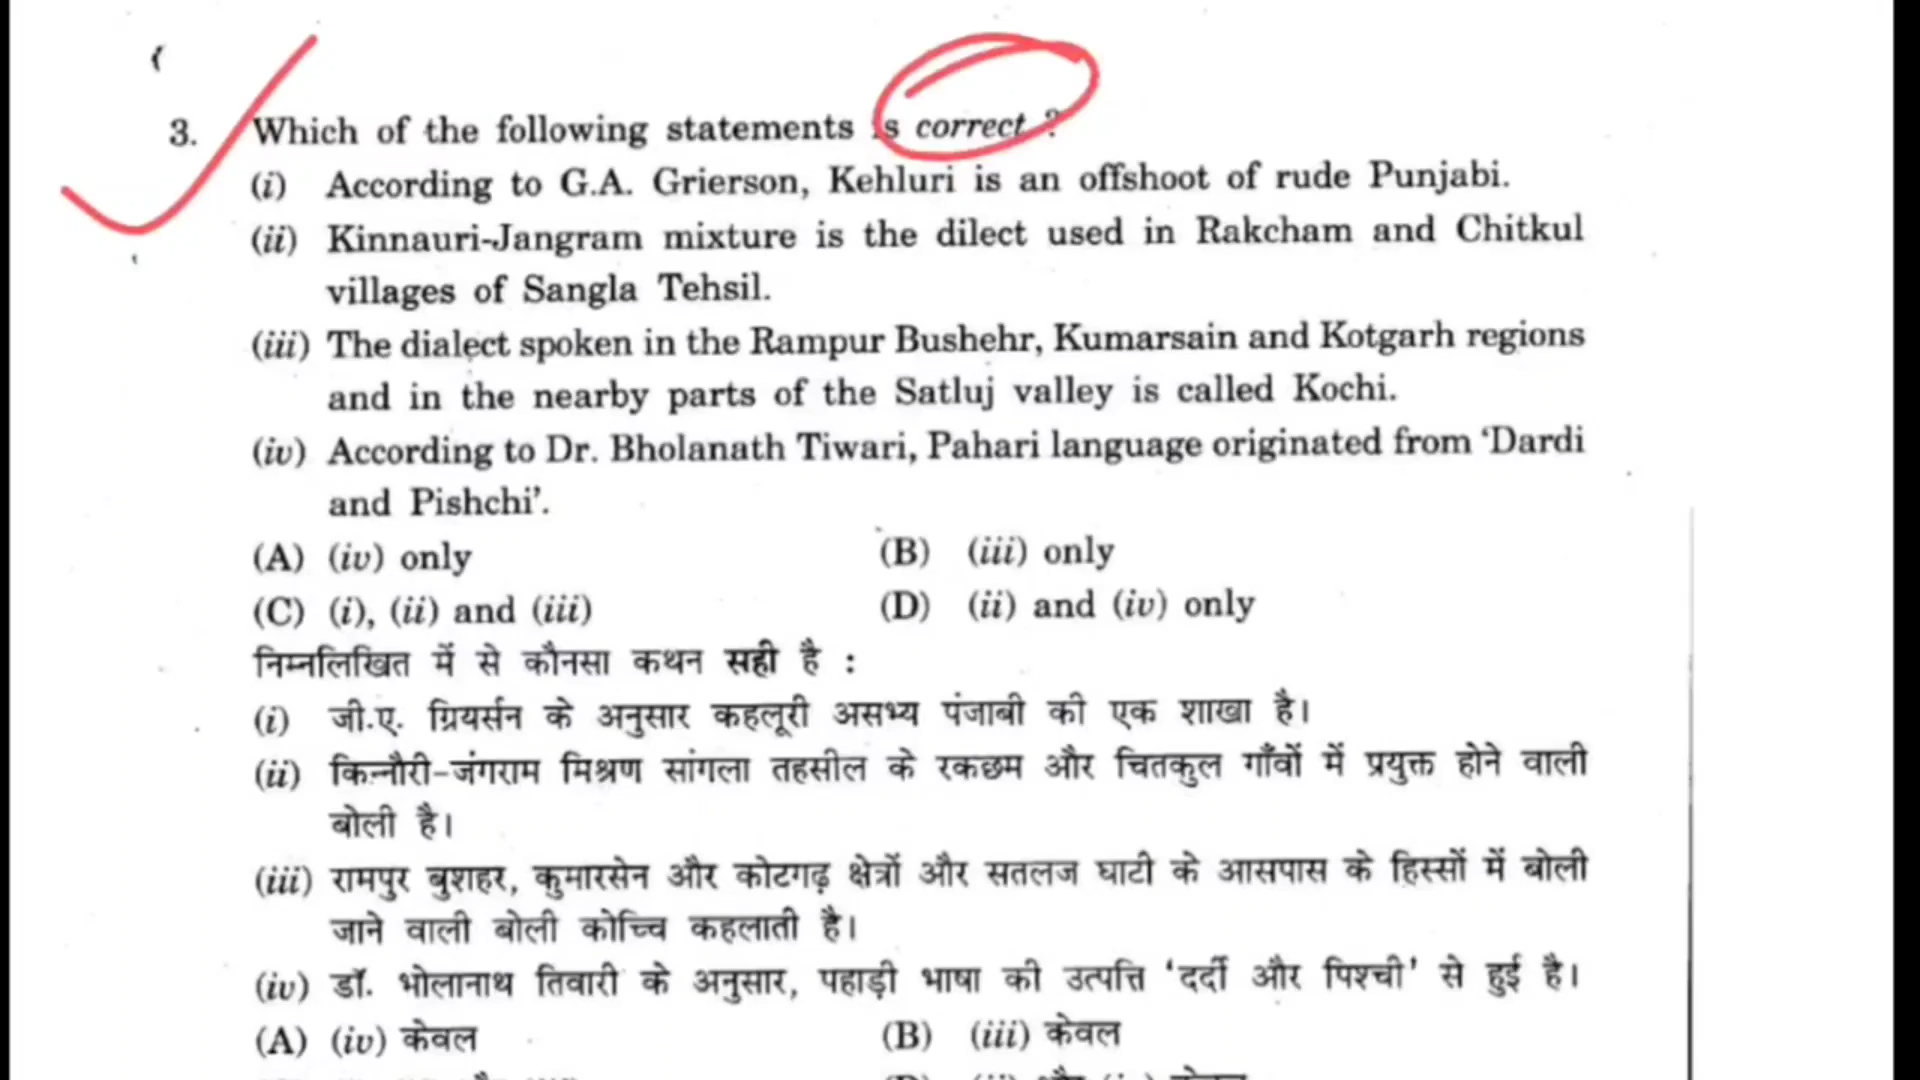 3. Which of the following statements is correct ?
(i) According to G.A. Grierson, Kehluri is an offshoot of rude Punjabi.
(ii) Kinnauri-Jangram mixture is the dilect used in Rakcham and Chitkul
villages of Sangla Tehsil.
(iii) The dialect spoken in the Rampur Bushehr, Kumarsain and Kotgarh regions
and in the nearby parts of the Satluj valley is called Kochi.
(iv) According to Dr. Bholanath Tiwari, Pahari language originated from ‘Dardi
and Pishchi’.
(A) (iv) only (B) (iii) only
(C) (i), (ii) and (iii) (D) (ii) and (iv) only
निम्नलिखित में से कौनसा कथन सही है :
(i) जी.ए. ग्रियर्सन के अनुसार कहलूरी असभ्य पंजाबी की एक शाखा है।
(ii) किन्नौरी-जंगराम मिश्रण सांगला तहसील के रकछम और चितकुल गाँवों में प्रयुक्त होने वाली
बोली है।
(iii) रामपुर बुशहर, कुमारसेन और कोटगढ़ क्षेत्रों और सतलज घाटी के आसपास के हिस्सों में बोली
जाने वाली बोली कोच्चि कहलाती है।
(iv) डॉ. भोलानाथ तिवारी के अनुसार, पहाड़ी भाषा की उत्पत्ति ‘दर्दी और पिश्ची’ से हुई है।
(A) (iv) केवल (B) (iii) केवल